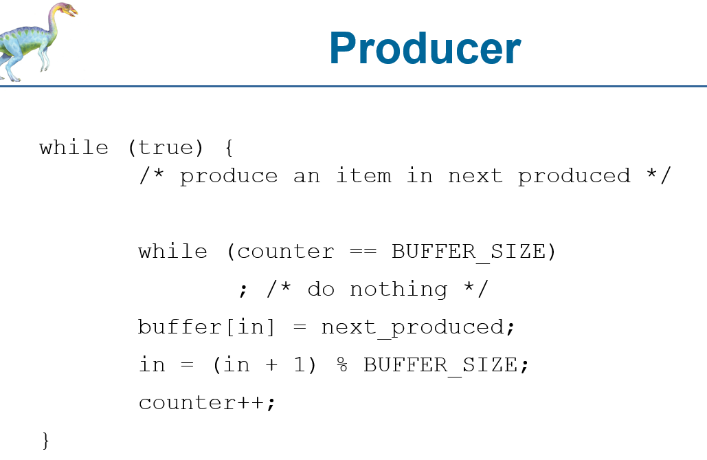 Producer
while (true) {
/* produce an item in next produced */
while (counter == BUFFER_SIZE)
; /* do nothing */
buffer[in] = next_produced;
in = (in + 1) % BUFFER_SIZE;
counter++;
}